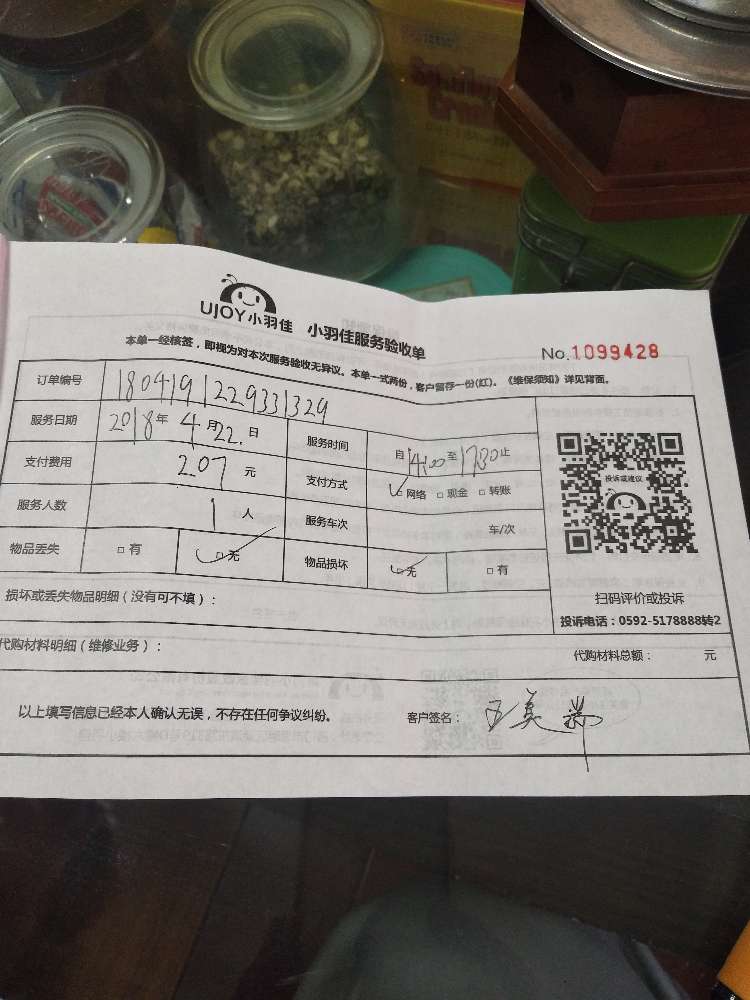 UJOY小羽佳 小羽佳服务验收单
No.1099428
本单一经核签,即视为对本次服务验收无异议。本单一式两份,客户留存一份(红)。《维保须知》详见背面。
订单编号 1804191229331329
服务日期 2018年4月22.日 服务时间 自14:00至17:00止
支付费用 207元 支付方式 ☑网络 □现金 □转账
投诉或建议
服务人数 1人 服务车次 车/次
物品丢失 □有 ☑无 物品损坏 ☑无 □有
扫码评价或投诉
损坏或丢失物品明细(没有可不填):
投诉电话:0592-5178888转2
代购材料明细(维修业务): 代购材料总额: 元
以上填写信息已经本人确认无误,不存在任何争议纠纷。 客户签名: